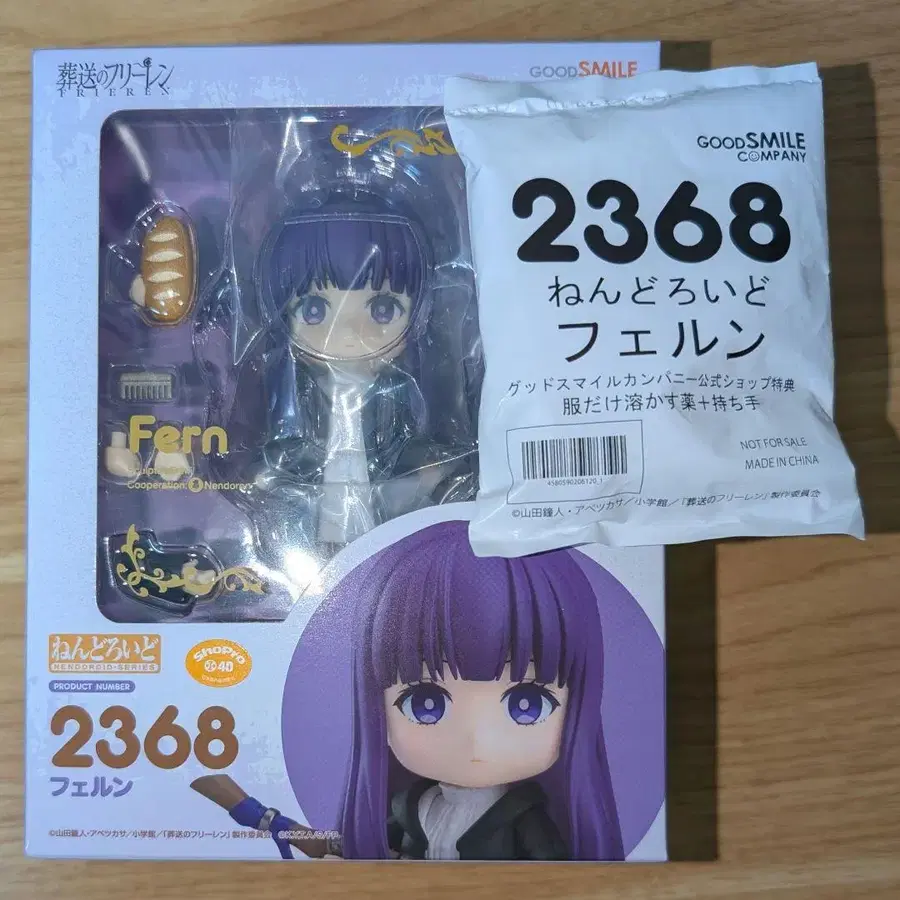 葬送のフリーレン
FRIEREN
GOODSMILE
Fern
Cooperation: Nendoron
ねんどろいど
NENDOROID-SERIES
ShoPro
40
PRODUCT NUMBER
2368
フェルン
©山田鐘人・アベツカサ/小学館/「葬送のフリーレン」製作委員会
GOODSMILE
COMPANY
2368
ねんどろいど
フェルン
グッドスマイルカンパニー公式ショップ特典
服だけ溶かす薬+持ち手
NOT FOR SALE
MADE IN CHINA
4580590206120_1
©山田鐘人・アベツカサ/小学館/「葬送のフリーレン」製作委員会